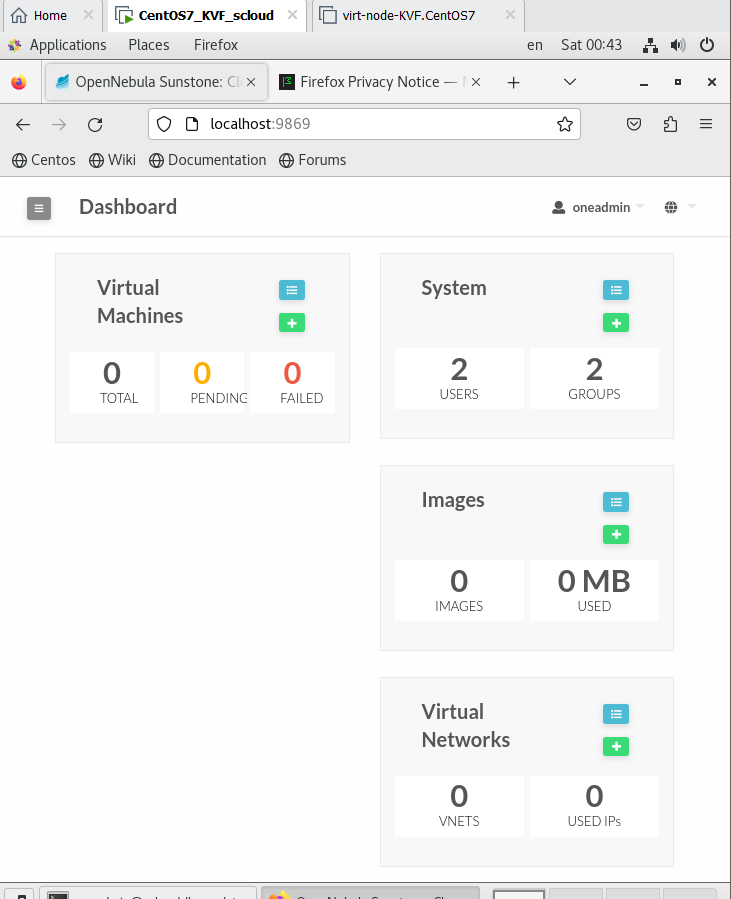 Home CentOS7_KVF_scloud virt-node-KVF.CentOS7
Applications Places Firefox en Sat 00:43
OpenNebula Sunstone: Cl Firefox Privacy Notice —
localhost:9869
Centos Wiki Documentation Forums
Dashboard oneadmin
Virtual
Machines
0 TOTAL
0 PENDING
0 FAILED
System
2 USERS
2 GROUPS
Images
0 IMAGES
0 MB USED
Virtual
Networks
0 VNETS
0 USED IPs